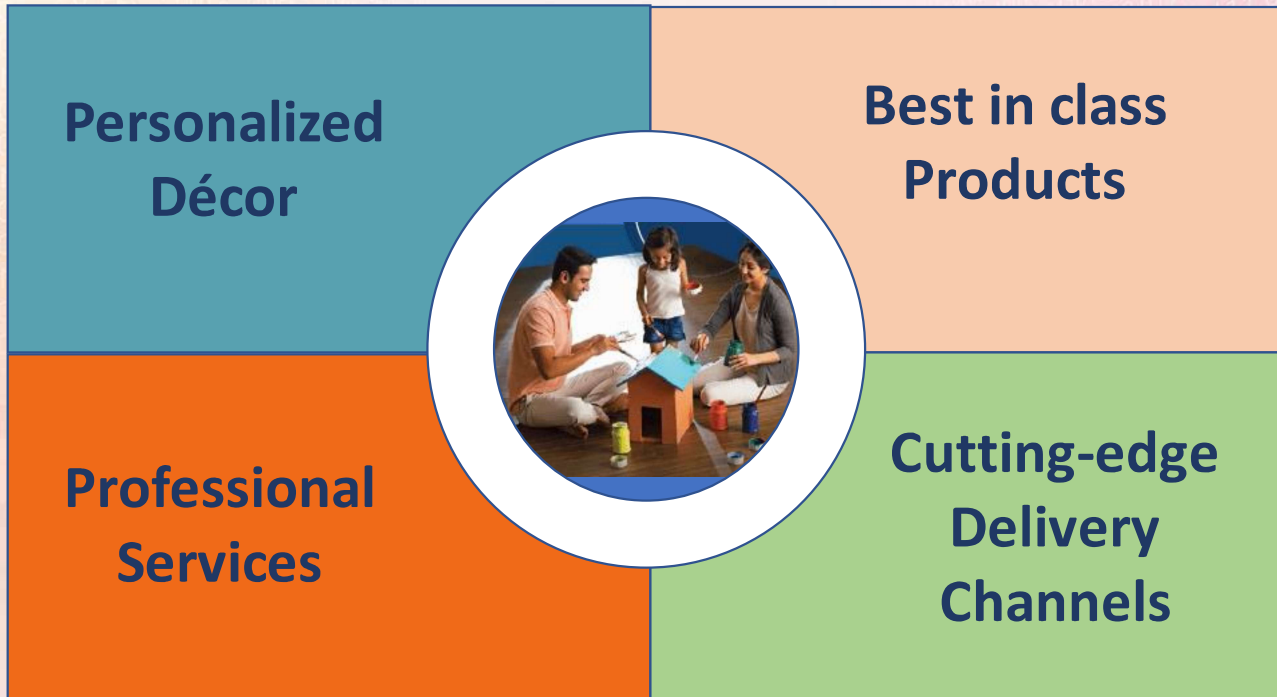 Personalized
Décor
Best in class
Products
Professional
Services
Cutting-edge
Delivery
Channels